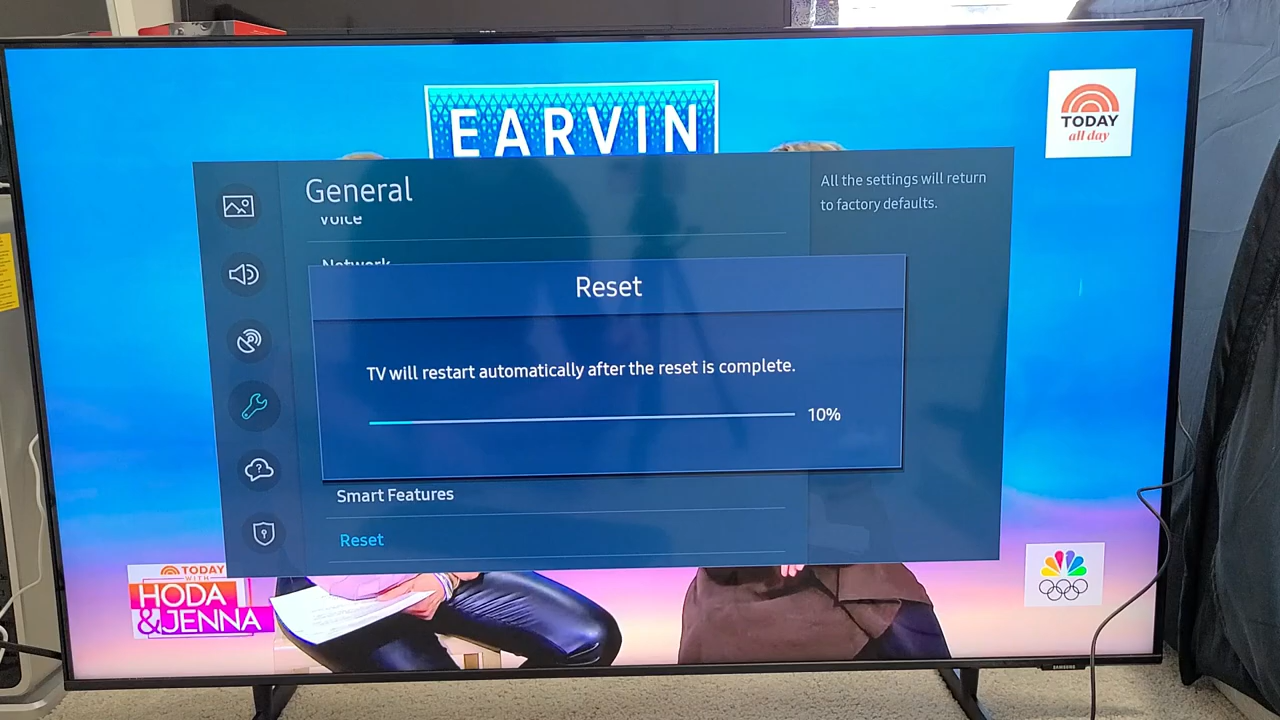 EARVIN
TODAY
all day
General
Voice
Network
All the settings will return
to factory defaults.
Reset
TV will restart automatically after the reset is complete.
10%
Smart Features
Reset
TODAY
WITH
HODA
&JENNA
SAMSUNG